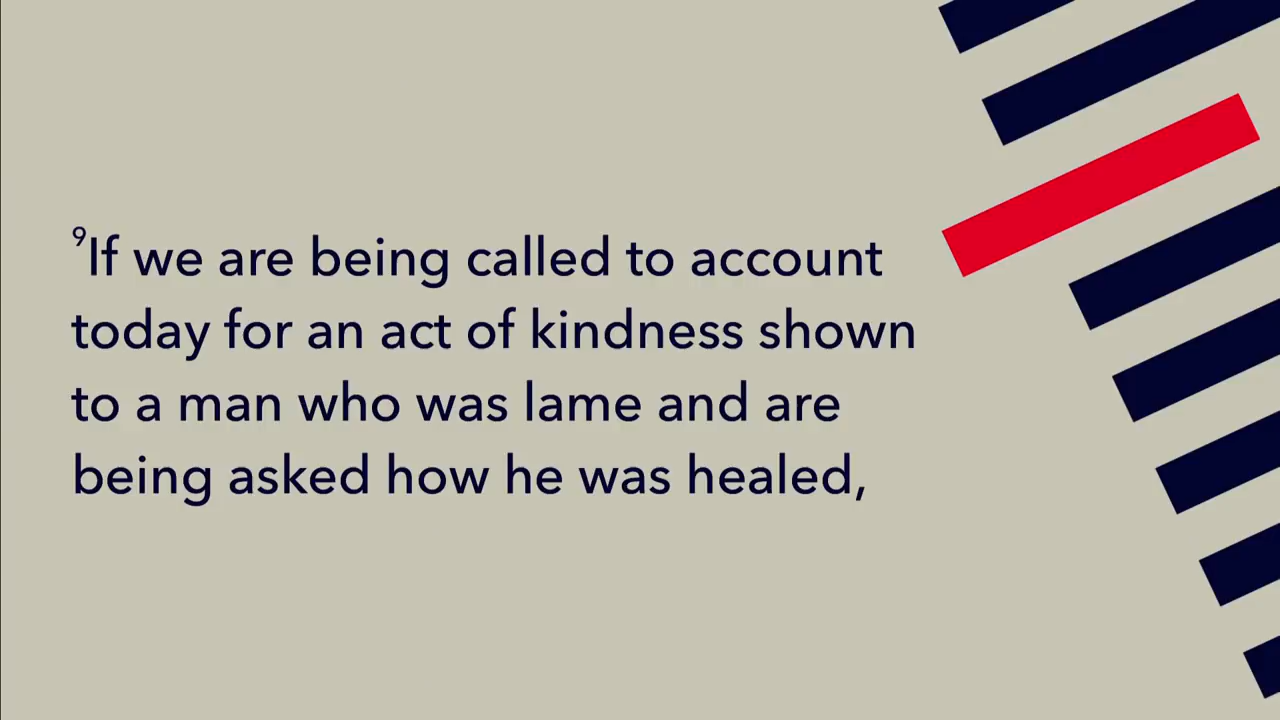 ⁹If we are being called to account
today for an act of kindness shown
to a man who was lame and are
being asked how he was healed,